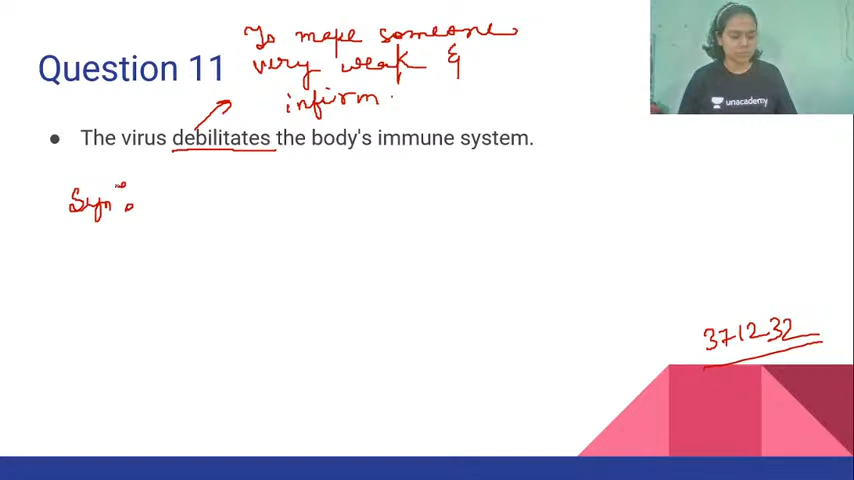 To make someone
Question 11 very weak &
infirm.
unacademy
● The virus debilitates the body's immune system.
Syn:
371232